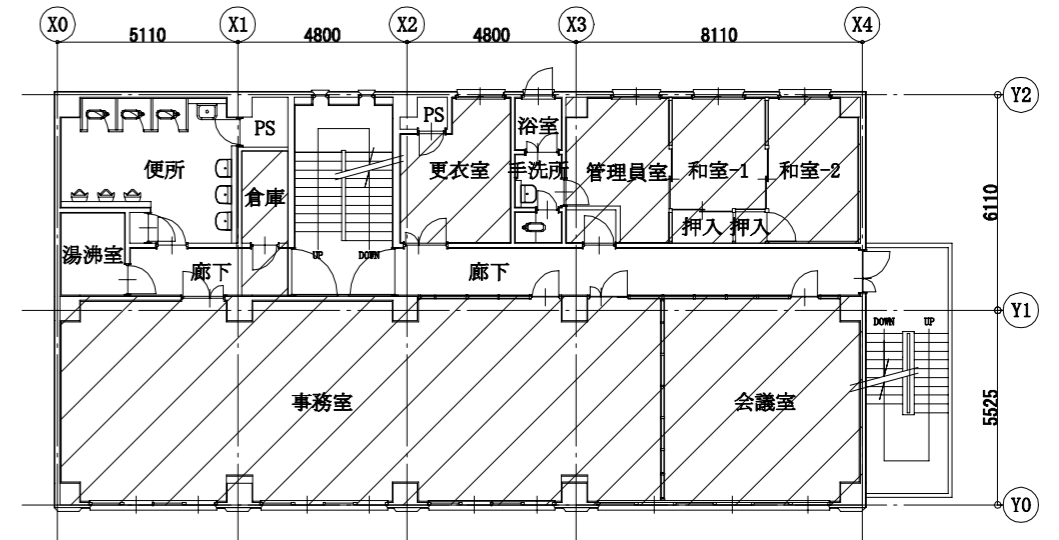 X0 X1 X2 X3 X4
5110 4800 4800 8110
Y2
PS PS
浴室
便所 倉庫 更衣室 手洗所 管理員室 和室-1 和室-2
6110
押入 押入
湯沸室 UP DOWN
廊下 廊下
Y1
DOWN UP
事務室 会議室
5525
Y0